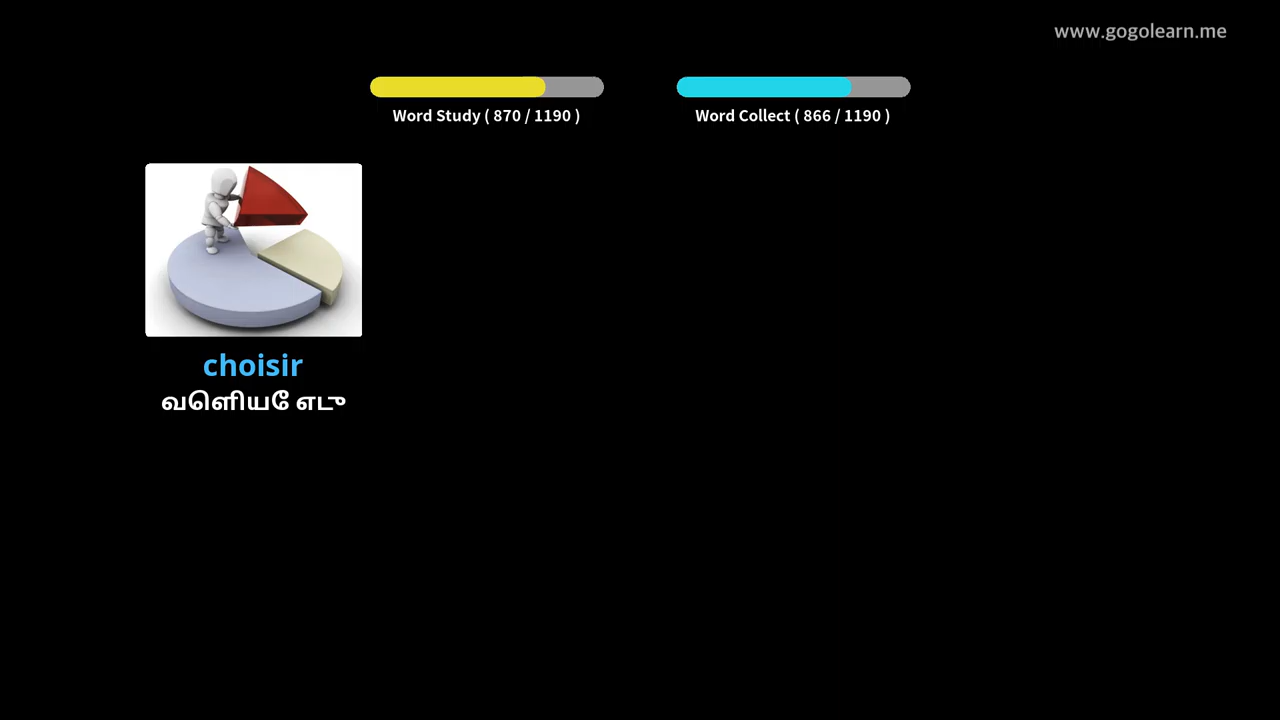 www.gogolearn.me
Word Study ( 870 / 1190 )
Word Collect ( 866 / 1190 )
choisir
வெளியே எடு